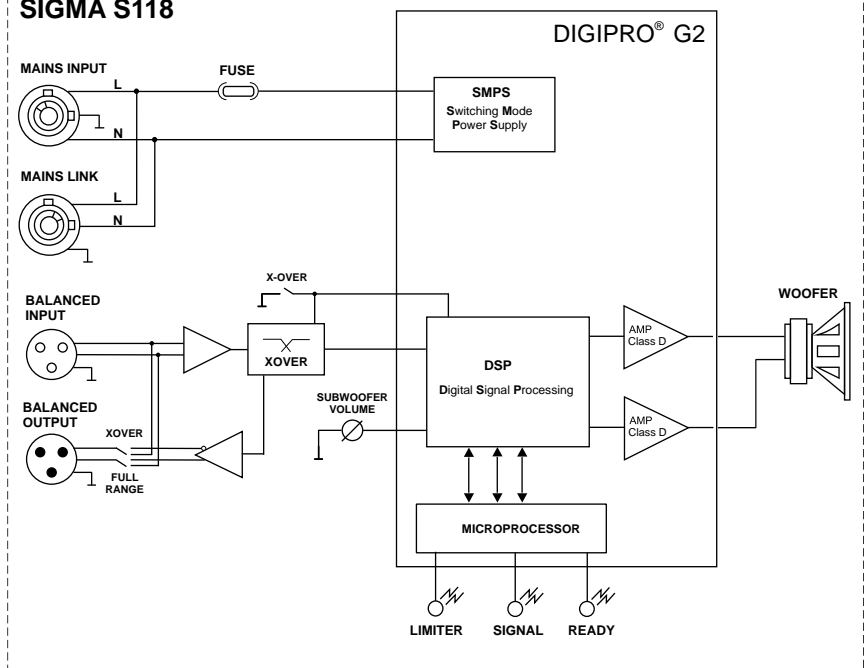 SIGMA S118
DIGIPRO® G2
MAINS INPUT
L
FUSE
N
SMPS
Switching Mode
Power Supply
MAINS LINK
L
N
X-OVER
BALANCED
INPUT
XOVER
WOOFER
AMP
Class D
DSP
Digital Signal Processing
SUBWOOFER
VOLUME
BALANCED
OUTPUT
XOVER
FULL
RANGE
AMP
Class D
MICROPROCESSOR
LIMITER
SIGNAL
READY